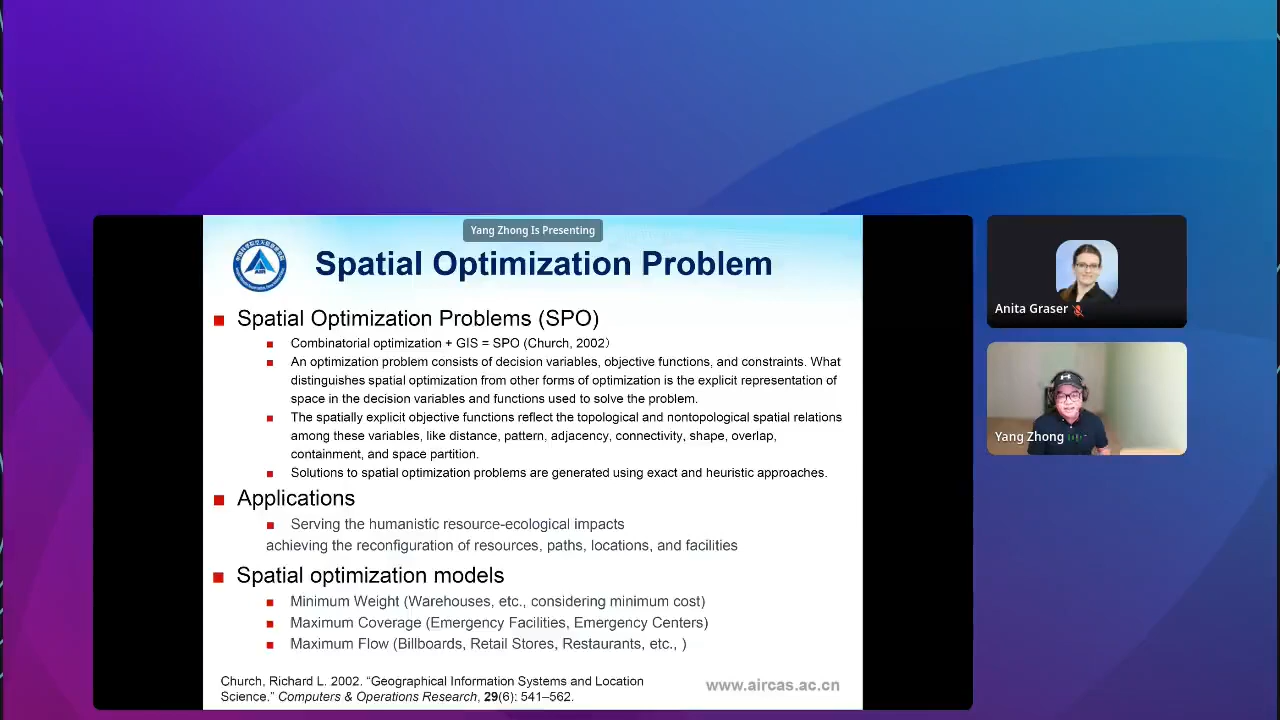 Yang Zhong Is Presenting
AIR
Spatial Optimization Problem
Spatial Optimization Problems (SPO)
Combinatorial optimization + GIS = SPO (Church, 2002）
An optimization problem consists of decision variables, objective functions, and constraints. What
distinguishes spatial optimization from other forms of optimization is the explicit representation of
space in the decision variables and functions used to solve the problem.
The spatially explicit objective functions reflect the topological and nontopological spatial relations
among these variables, like distance, pattern, adjacency, connectivity, shape, overlap,
containment, and space partition.
Solutions to spatial optimization problems are generated using exact and heuristic approaches.
Applications
Serving the humanistic resource-ecological impacts
achieving the reconfiguration of resources, paths, locations, and facilities
Spatial optimization models
Minimum Weight (Warehouses, etc., considering minimum cost)
Maximum Coverage (Emergency Facilities, Emergency Centers)
Maximum Flow (Billboards, Retail Stores, Restaurants, etc., )
Church, Richard L. 2002. “Geographical Information Systems and Location
Science.” Computers & Operations Research, 29(6): 541–562.
www.aircas.ac.cn
Anita Graser
Yang Zhong